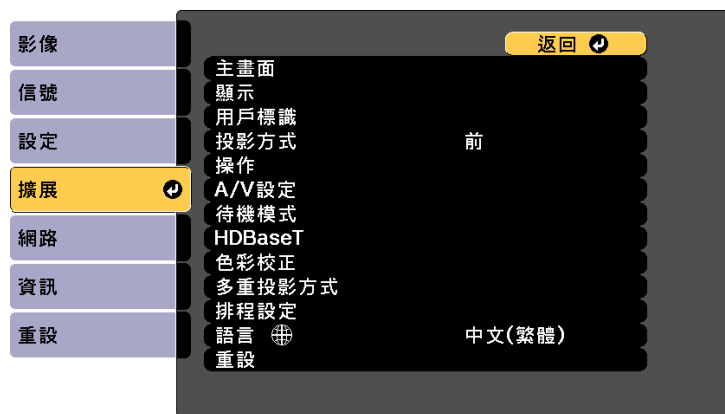 影像
信號
設定
擴展
網路
資訊
重設
返回
主畫面
顯示
用戶標識
投影方式 前
操作
A/V設定
待機模式
HDBaseT
色彩校正
多重投影方式
排程設定
語言 中文(繁體)
重設